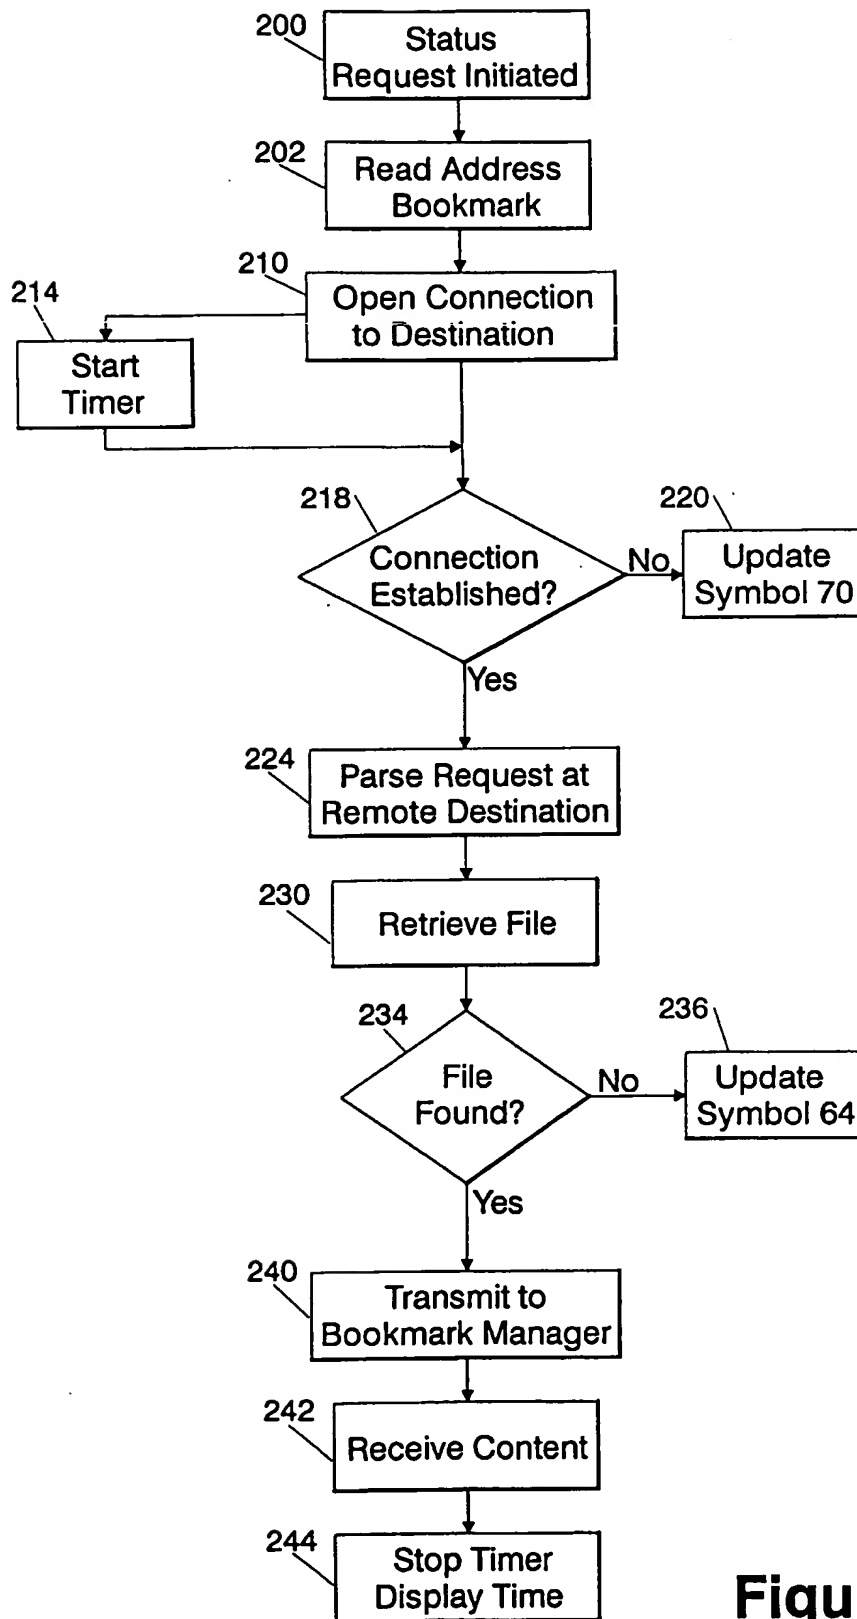 200
Status
Request Initiated
202
Read Address
Bookmark
210
Open Connection
to Destination
214
Start
Timer
218
Connection
Established?
No
220
Update
Symbol 70
Yes
224
Parse Request at
Remote Destination
230
Retrieve File
234
File
Found?
No
236
Update
Symbol 64
Yes
240
Transmit to
Bookmark Manager
242
Receive Content
244
Stop Timer
Display Time
Figu